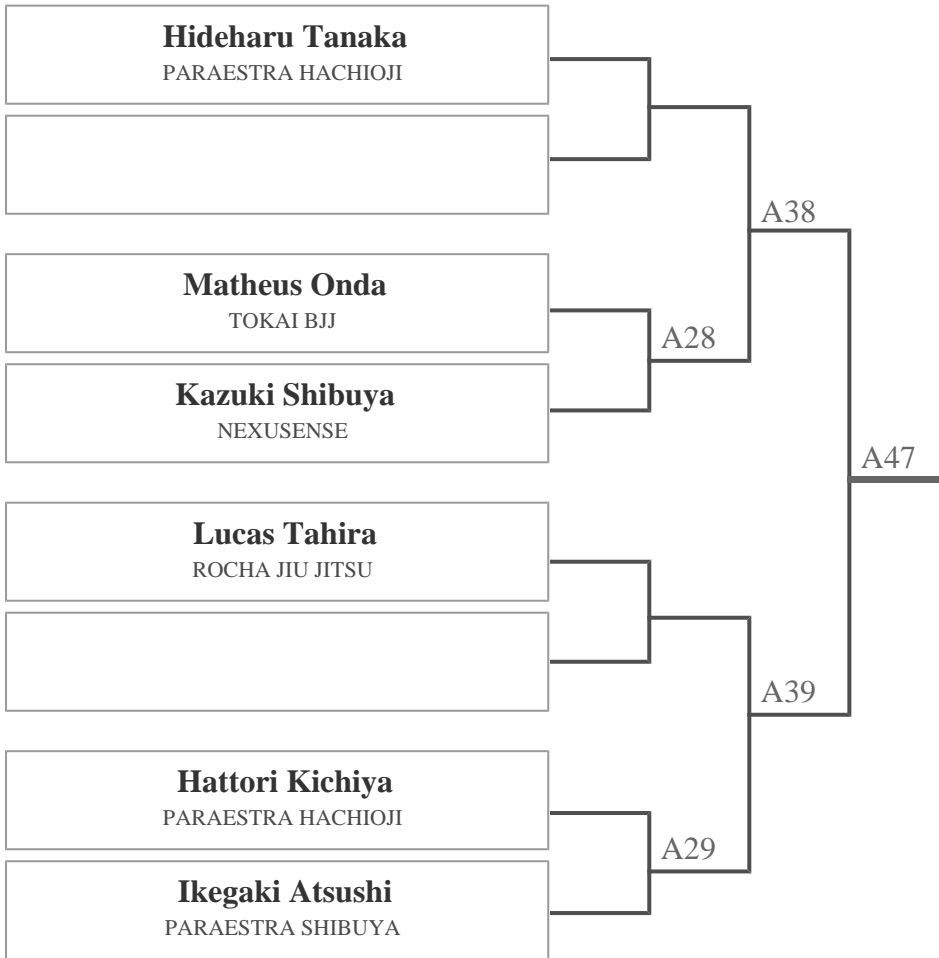 Hideharu Tanaka
PARAESTRA HACHIOJI
A38
Matheus Onda
TOKAI BJJ
A28
Kazuki Shibuya
NEXUSENSE
A47
Lucas Tahira
ROCHA JIU JITSU
A39
Hattori Kichiya
PARAESTRA HACHIOJI
A29
Ikegaki Atsushi
PARAESTRA SHIBUYA